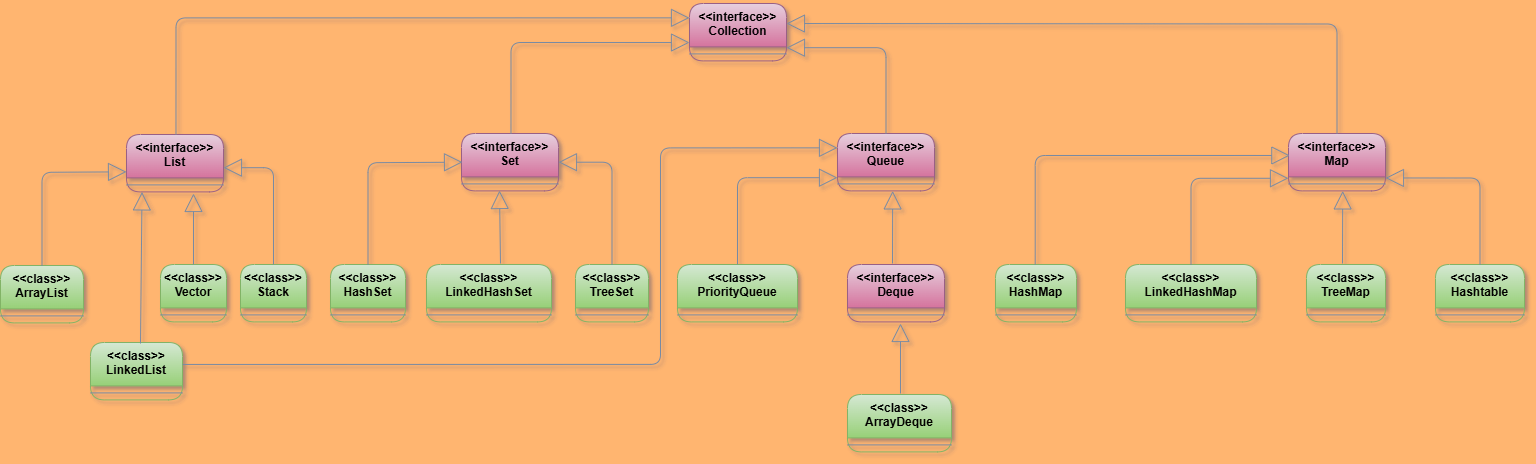 <<interface>>
Collection
<<interface>>
List
<<interface>>
Set
<<interface>>
Queue
<<interface>>
Map
<<class>>
ArrayList
<<class>>
Vector
<<class>>
Stack
<<class>>
HashSet
<<class>>
LinkedHashSet
<<class>>
TreeSet
<<class>>
PriorityQueue
<<interface>>
Deque
<<class>>
HashMap
<<class>>
LinkedHashMap
<<class>>
TreeMap
<<class>>
Hashtable
<<class>>
LinkedList
<<class>>
ArrayDeque